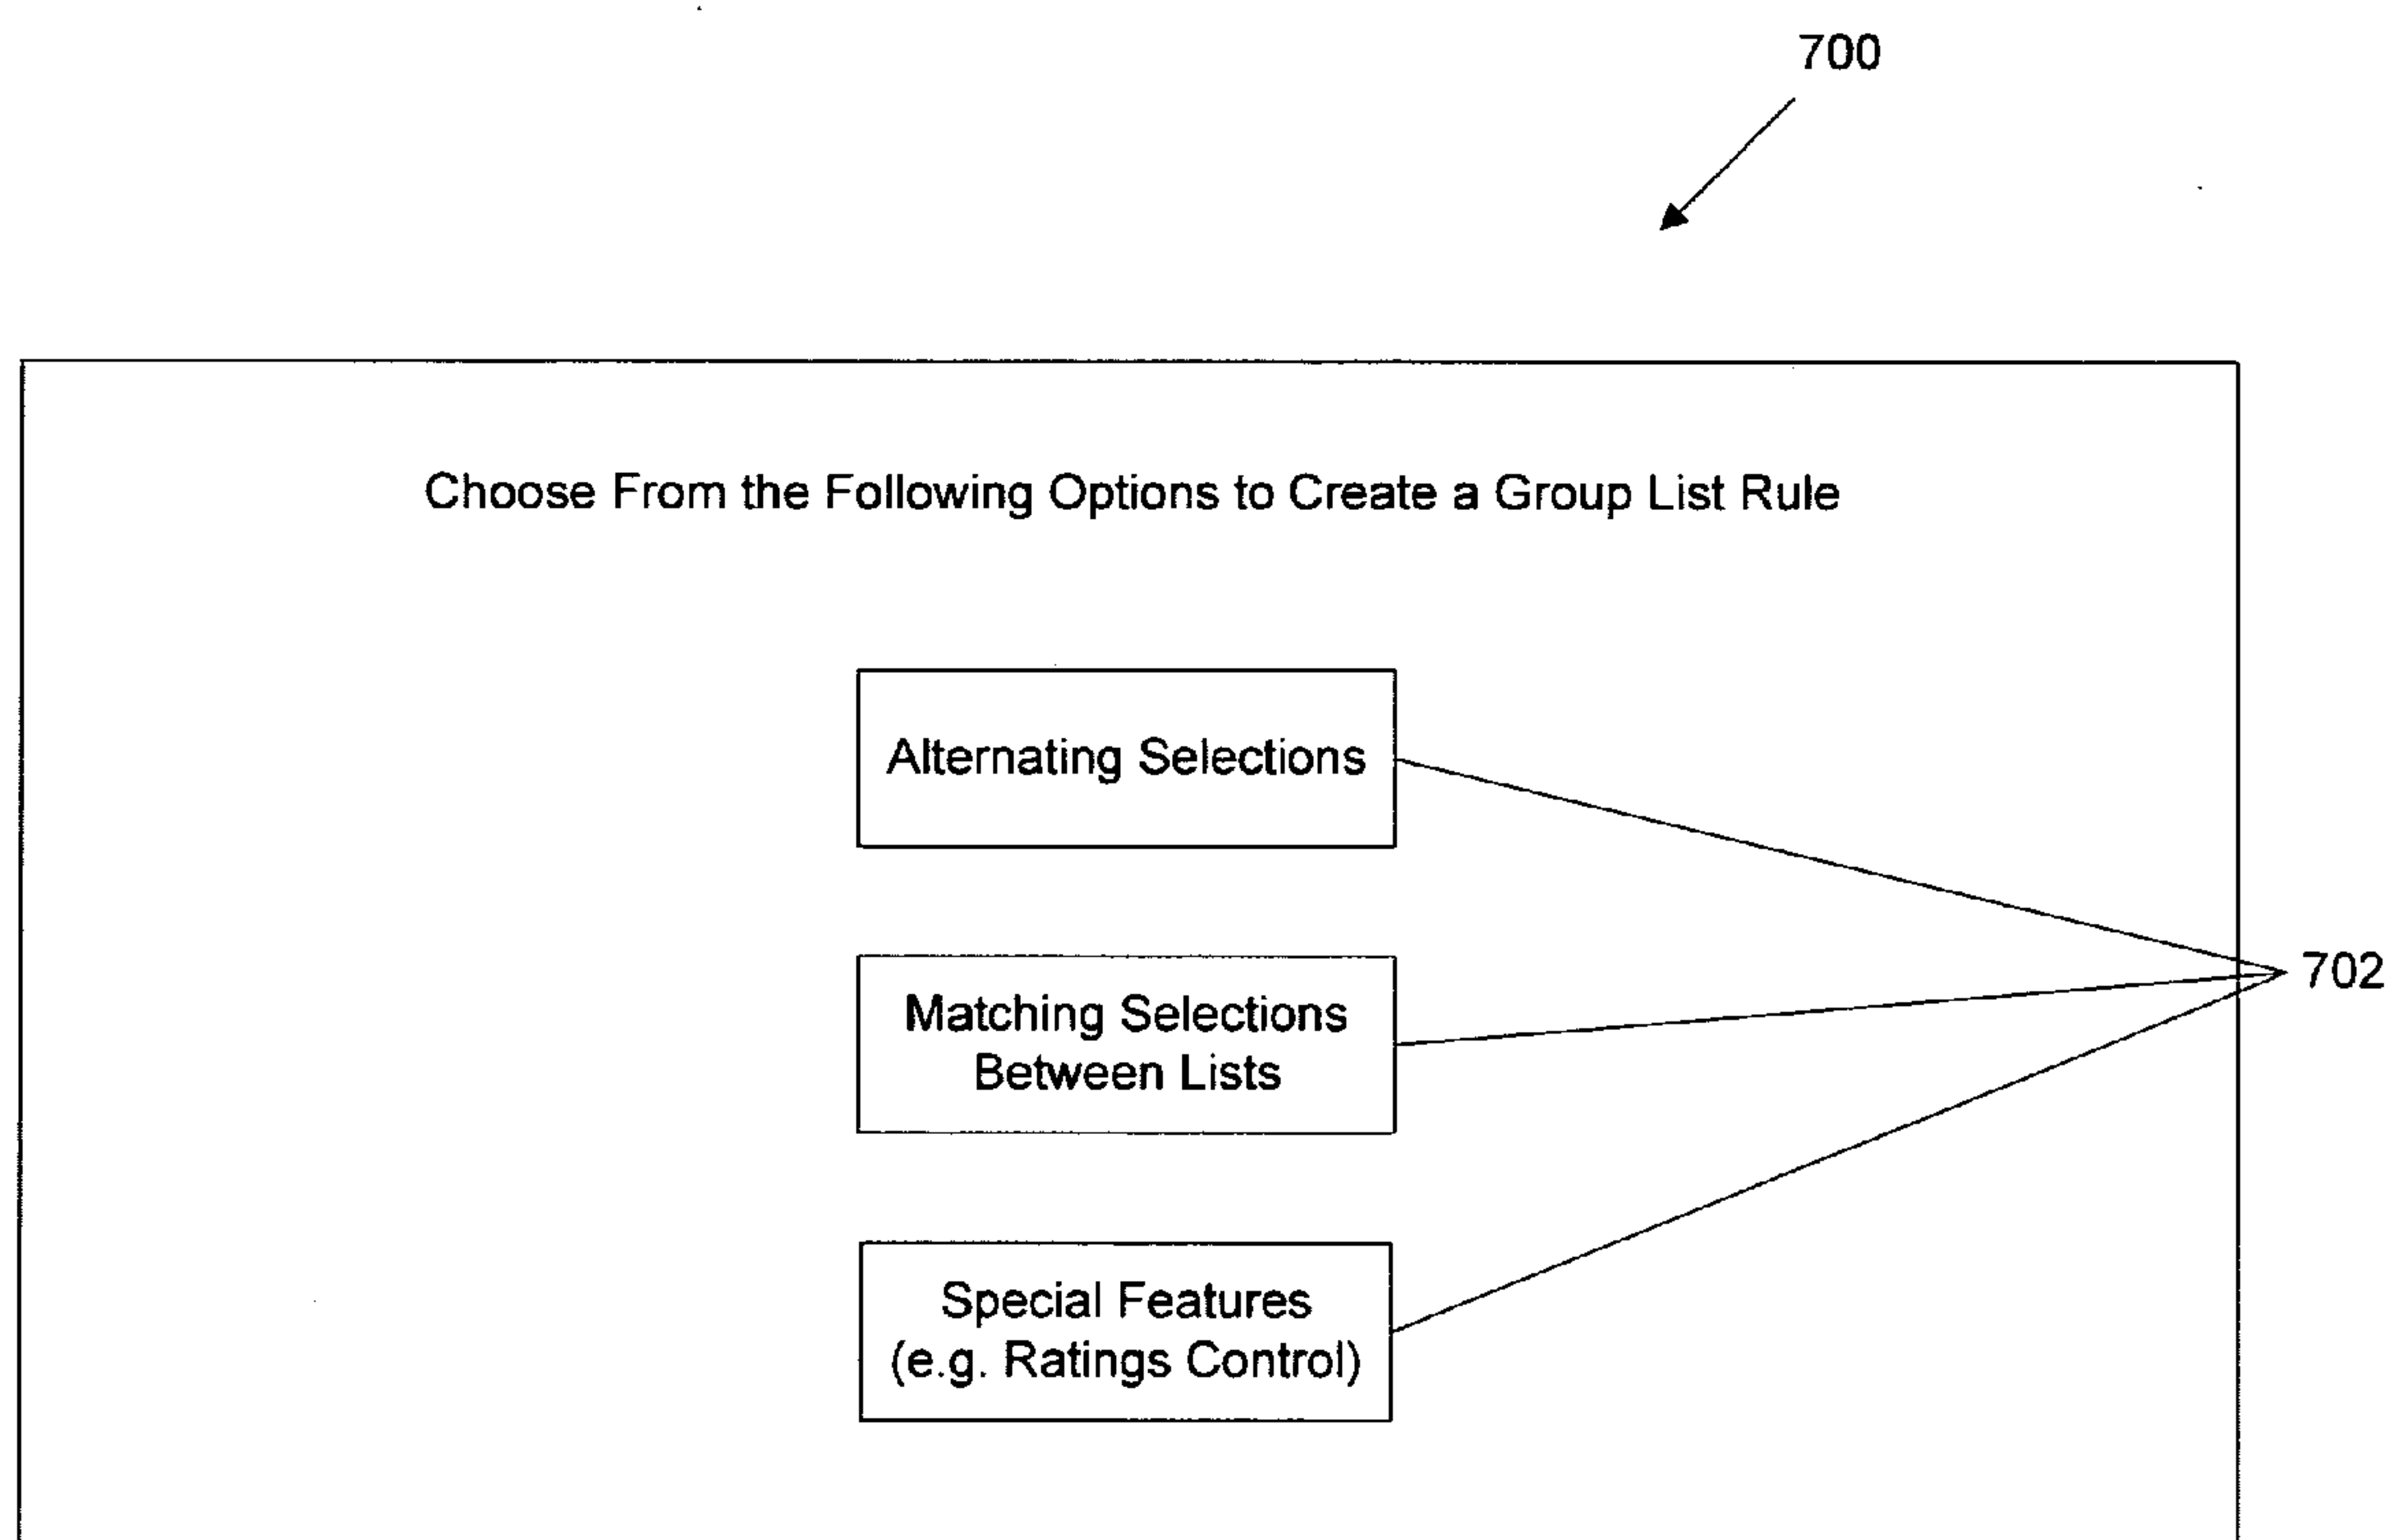 700
Choose From the Following Options to Create a Group List Rule
Alternating Selections
702
Matching Selections
Between Lists
Special Features
(e.g. Ratings Control)